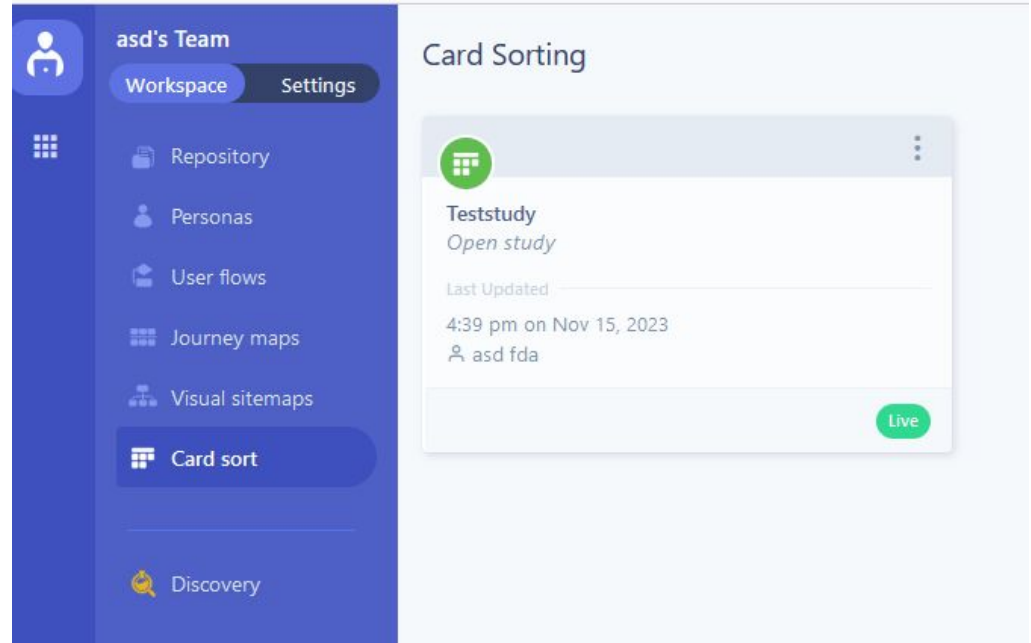 asd's Team
Workspace Settings
Repository
Personas
User flows
Journey maps
Visual sitemaps
Card sort
Discovery
Card Sorting
Teststudy
Open study
Last Updated
4:39 pm on Nov 15, 2023
asd fda
Live